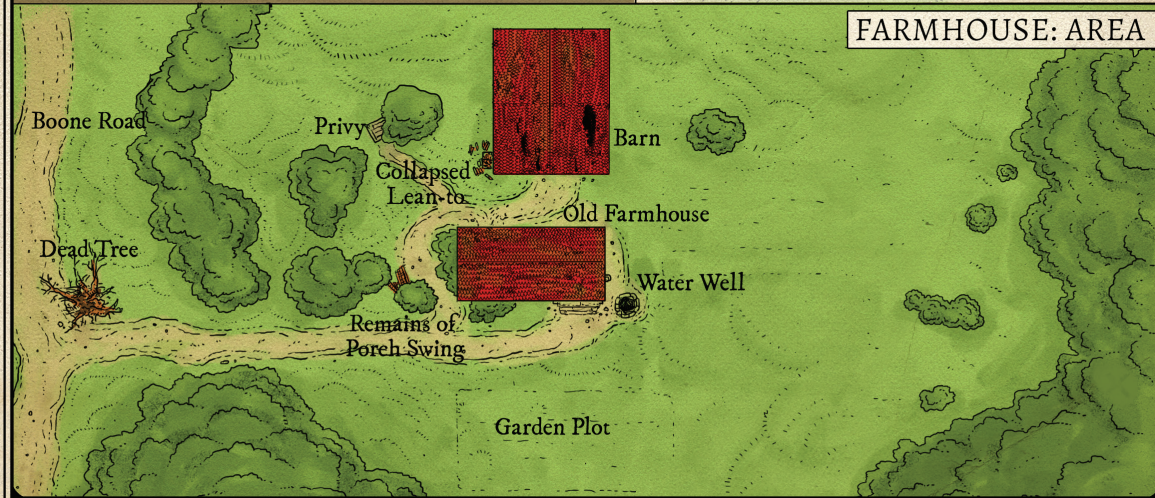 FARMHOUSE: AREA
Boone Road
Privy
Barn
Collapsed
Lean-to
Old Farmhouse
Dead Tree
Water Well
Remains of
Porch Swing
Garden Plot